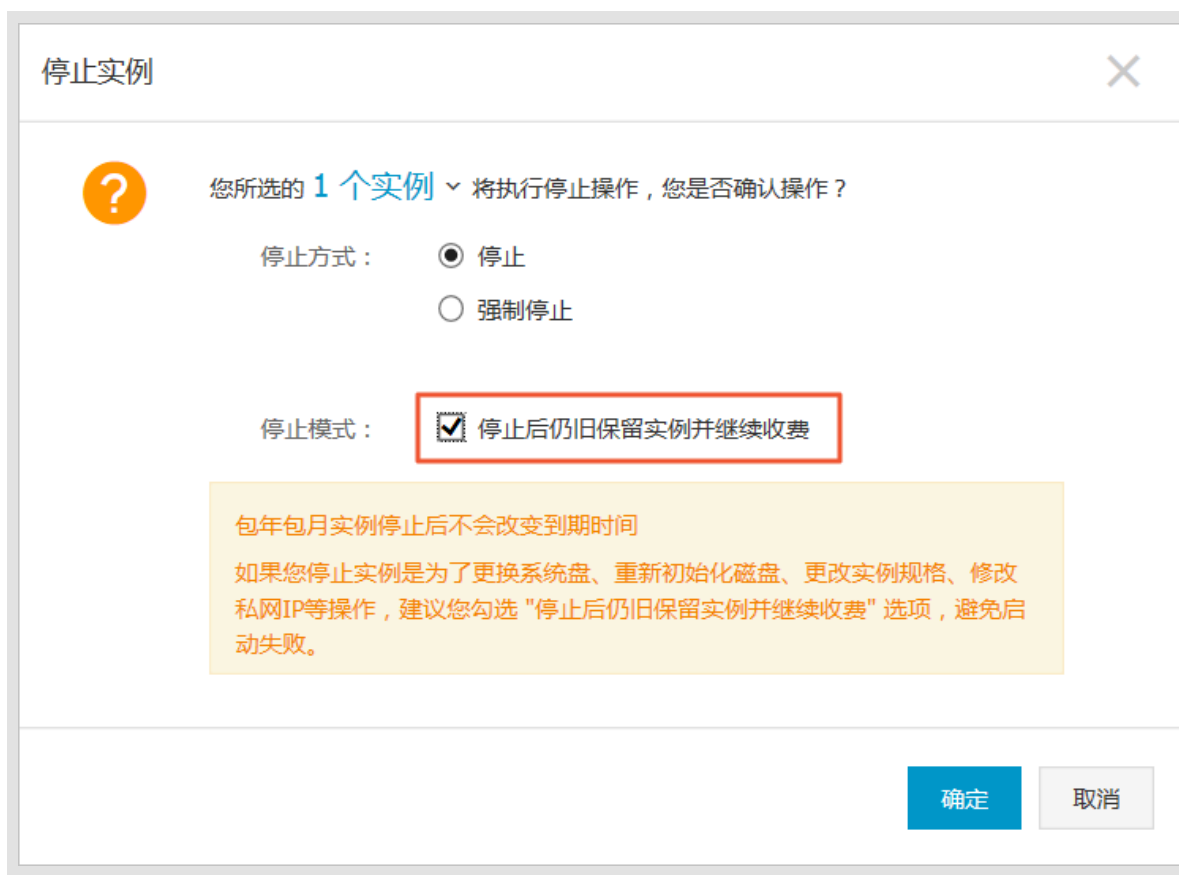 停止实例
您所选的 1 个实例 将执行停止操作，您是否确认操作？
停止方式： 停止
强制停止
停止模式： 停止后仍旧保留实例并继续收费
包年包月实例停止后不会改变到期时间
如果您停止实例是为了更换系统盘、重新初始化磁盘、更改实例规格、修改
私网IP等操作，建议您勾选 "停止后仍旧保留实例并继续收费" 选项，避免启
动失败。
确定 取消